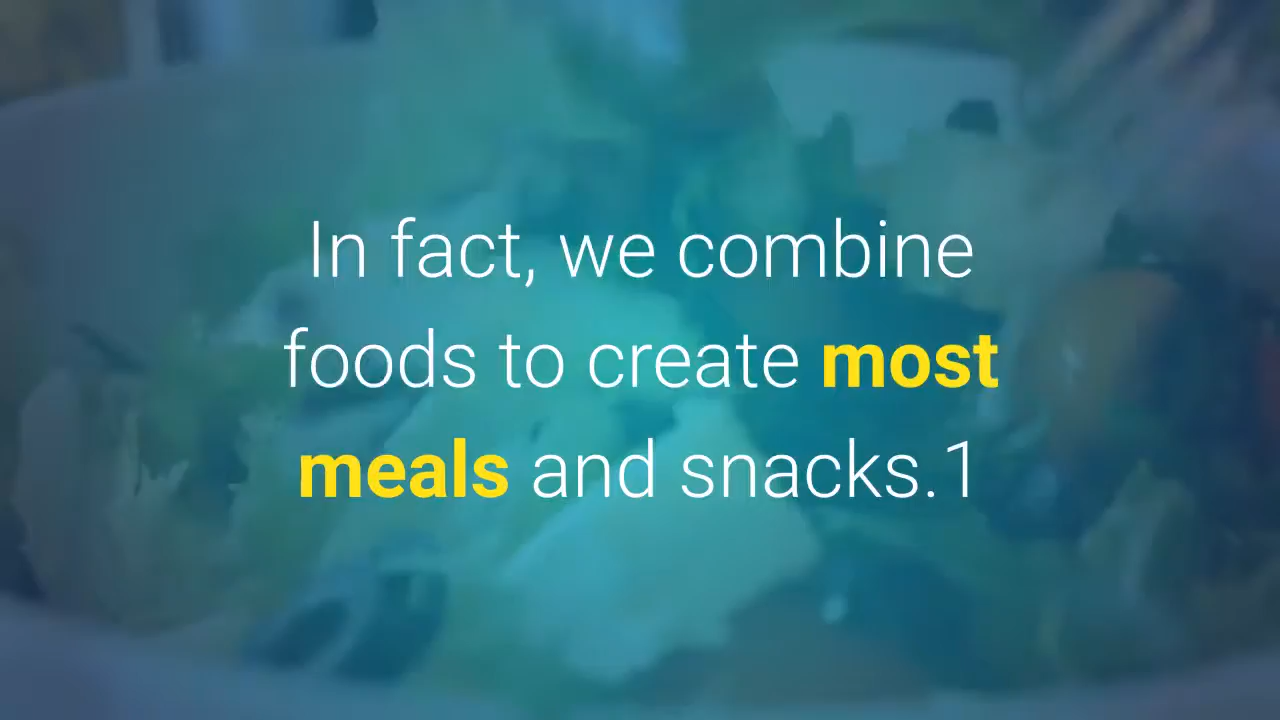 In fact, we combine
foods to create most
meals and snacks.1